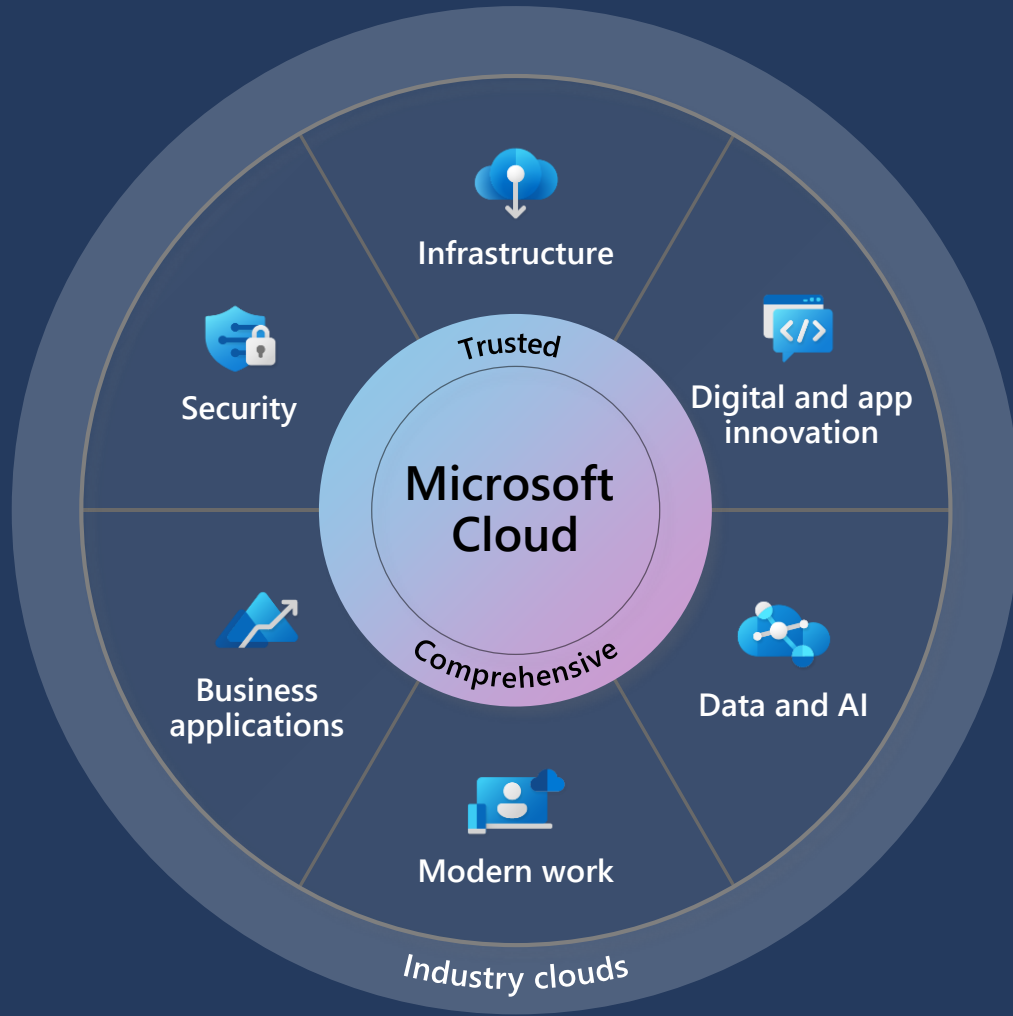 Infrastructure
Security
Digital and app
innovation
Trusted
Microsoft
Cloud
Comprehensive
Business
applications
Data and AI
Modern work
Industry clouds